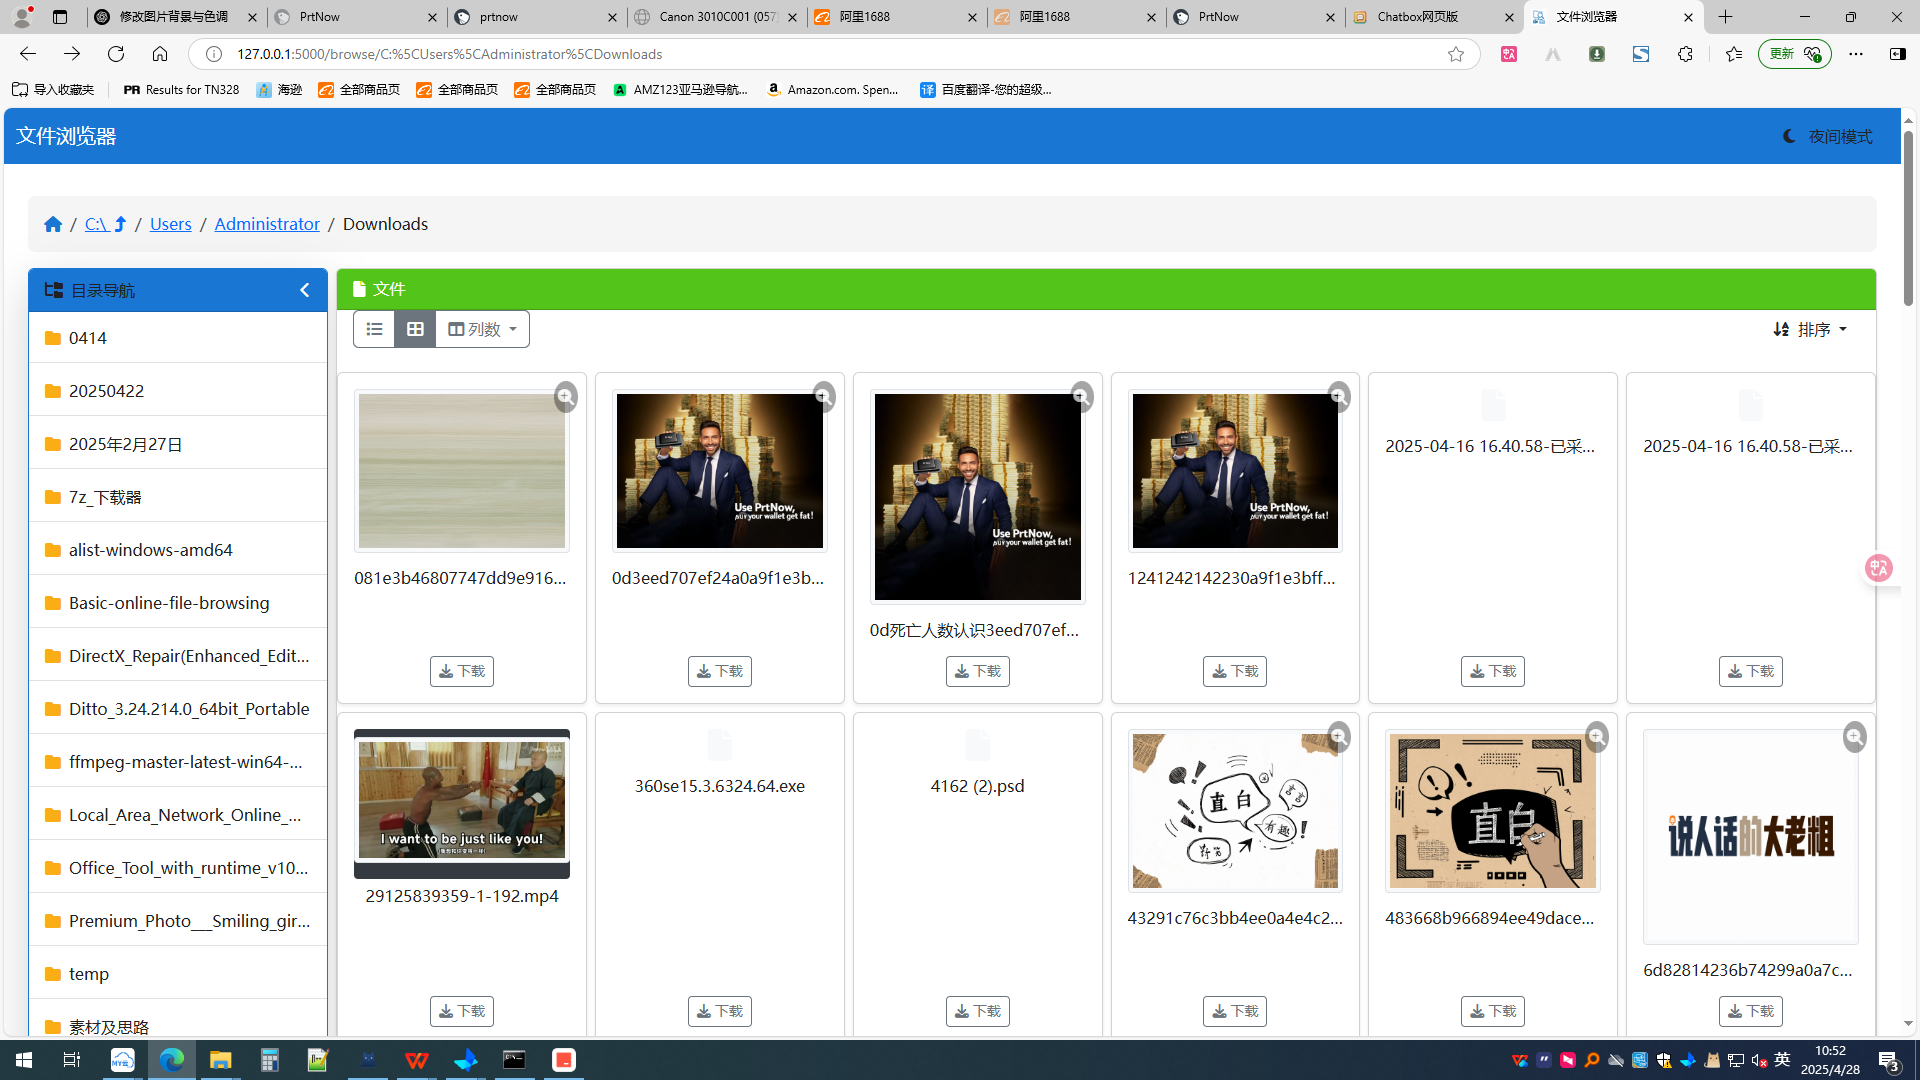 修改图片背景与色调
PrtNow
prtnow
Canon 3010C001 (057)
阿里1688
阿里1688
PrtNow
Chatbox网页版
文件浏览器
127.0.0.1:5000/browse/C:%5CUsers%5CAdministrator%5CDownloads
更新
导入收藏夹
PR Results for TN328
海逊
全部商品页
全部商品页
全部商品页
AMZ123亚马逊导航...
Amazon.com. Spen...
译 百度翻译-您的超级...
文件浏览器
夜间模式
/ C:\ / Users / Administrator / Downloads
目录导航
0414
20250422
2025年2月27日
7z_下载器
alist-windows-amd64
Basic-online-file-browsing
DirectX_Repair(Enhanced_Edit...
Ditto_3.24.214.0_64bit_Portable
ffmpeg-master-latest-win64-...
Local_Area_Network_Online_...
Office_Tool_with_runtime_v10...
Premium_Photo___Smiling_gir...
temp
素材及思路
文件
列数
排序
Use PrtNow,
your wallet get fat!
Use PrtNow,
your wallet get fat!
Use PrtNow,
your wallet get fat!
081e3b46807747dd9e916...
0d3eed707ef24a0a9f1e3b...
0d死亡人数认识3eed707ef...
1241242142230a9f1e3bff...
2025-04-16 16.40.58-已采...
2025-04-16 16.40.58-已采...
下载
下载
下载
下载
下载
下载
I want to be just like you!
29125839359-1-192.mp4
360se15.3.6324.64.exe
4162 (2).psd
直白
有趣
43291c76c3bb4ee0a4e4c2...
直白
483668b966894ee49dace...
说人话的大老粗
6d82814236b74299a0a7c...
下载
下载
下载
下载
下载
下载
英
10:52
2025/4/28
3